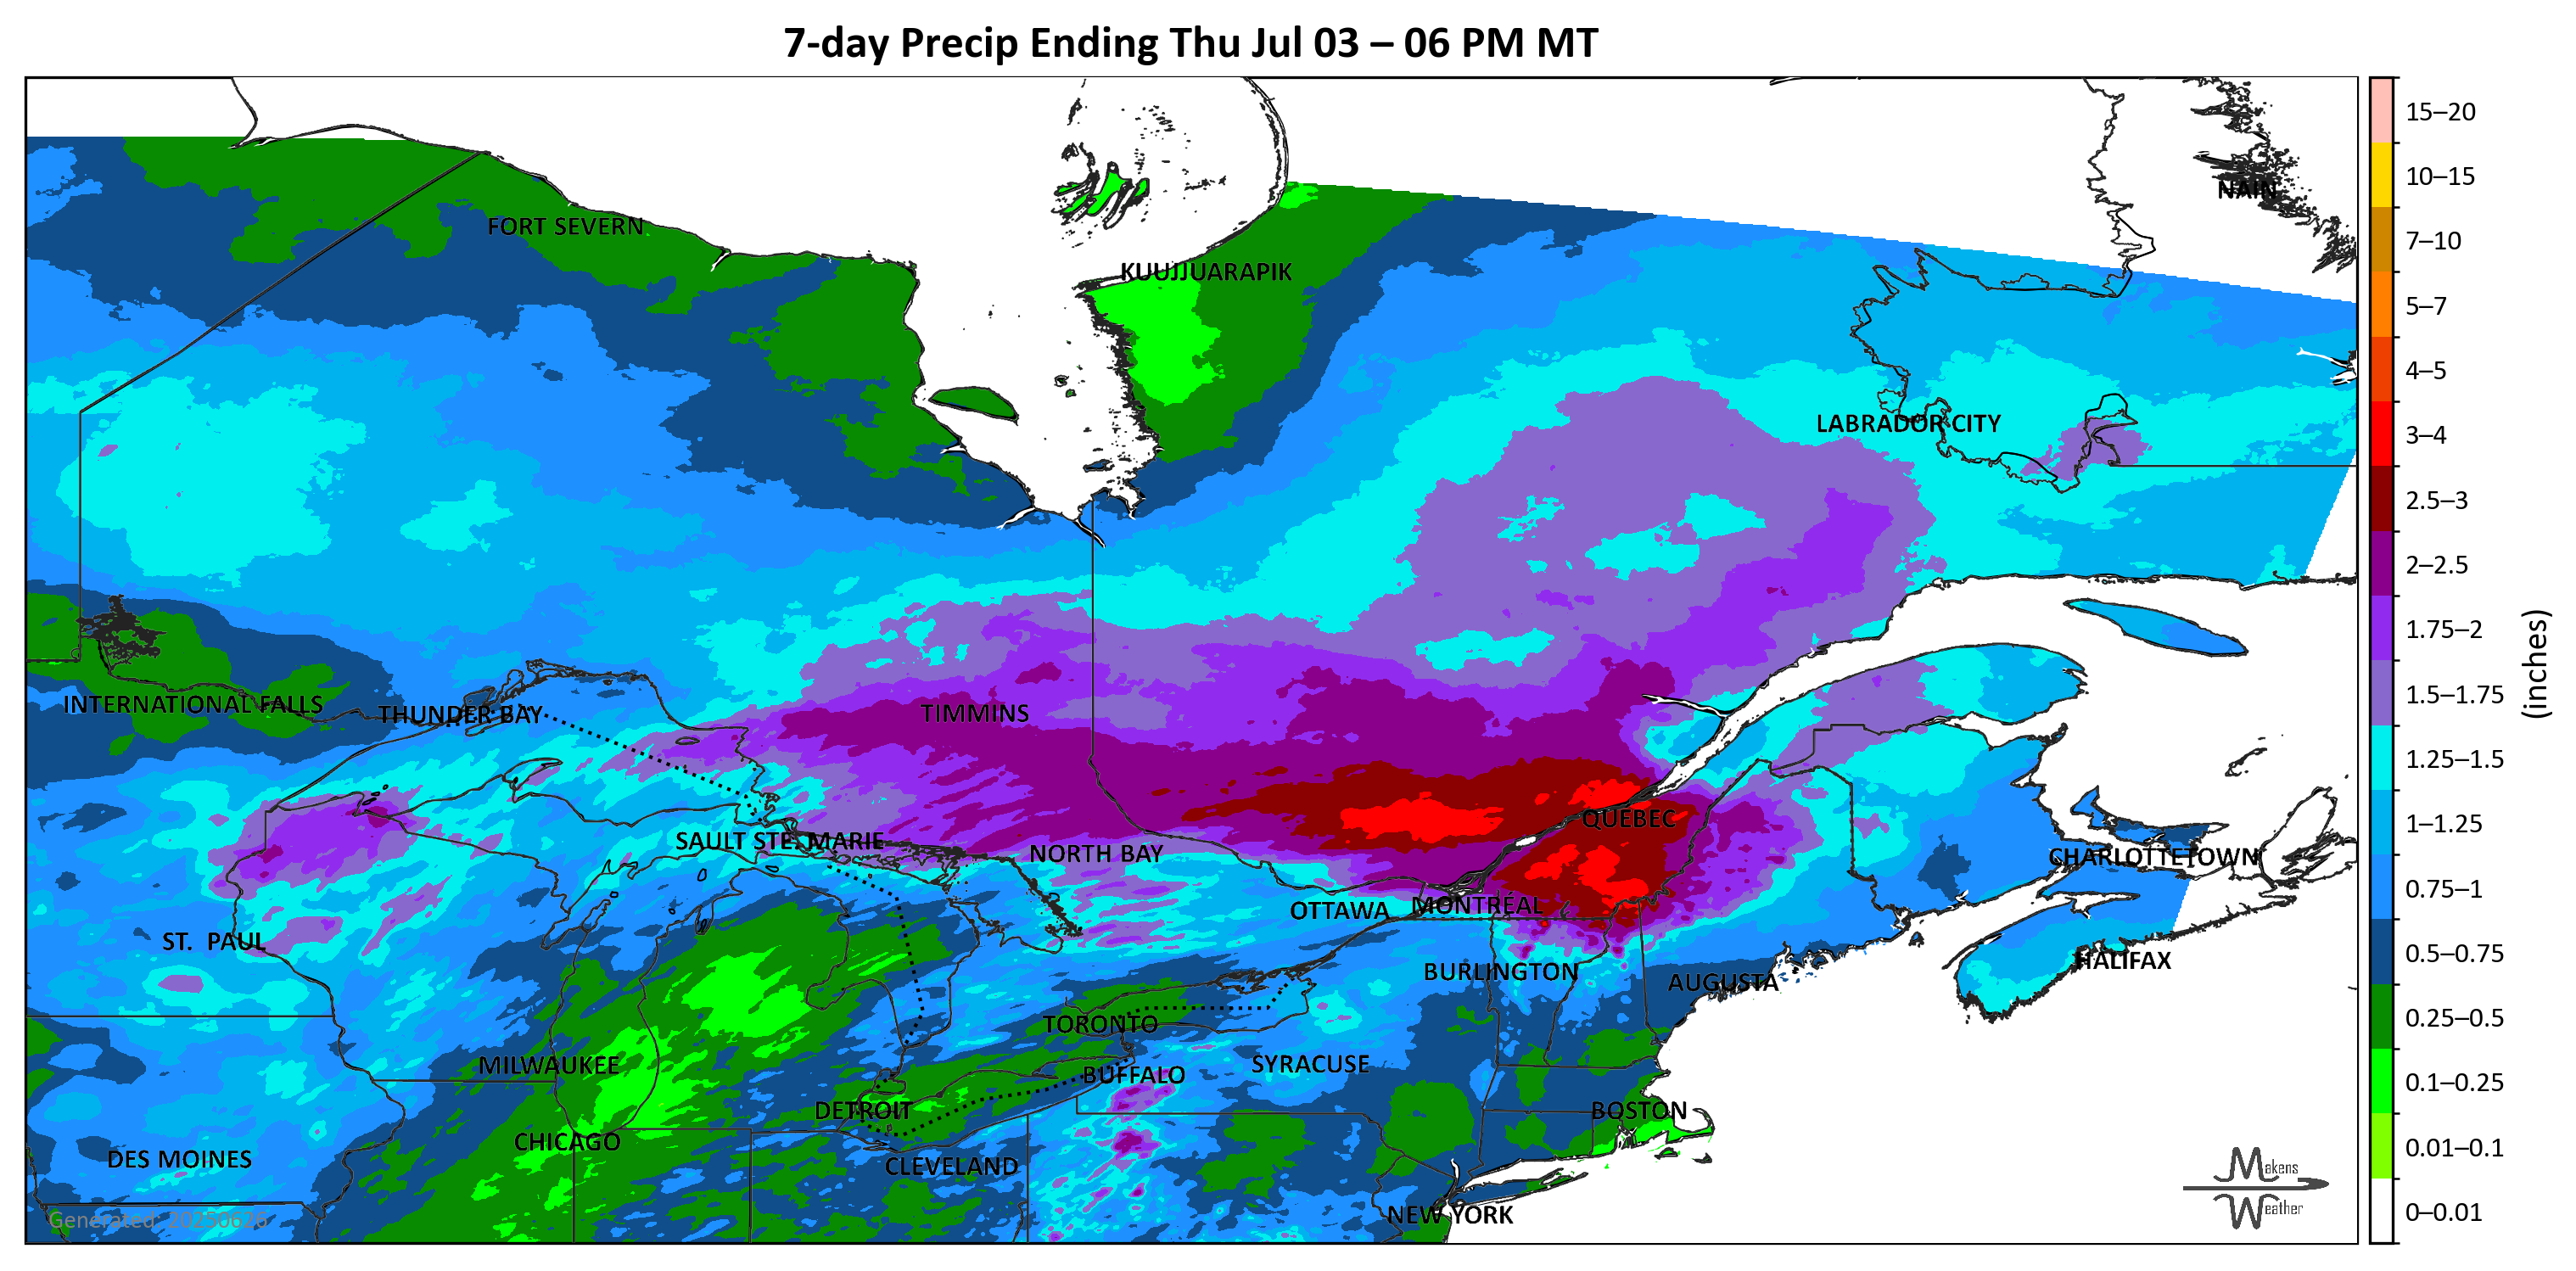 7-day Precip Ending Thu Jul 03 – 06 PM MT
NAIN
FORT SEVERN
KUUJJUARAPIK
LABRADOR CITY
INTERNATIONAL FALLS
THUNDER BAY
TIMMINS
QUEBEC
SAULT STE. MARIE
NORTH BAY
CHARLOTTETOWN
OTTAWA
MONTRÉAL
ST. PAUL
HALIFAX
BURLINGTON
AUGUSTA
TORONTO
MILWAUKEE
SYRACUSE
BUFFALO
DETROIT
BOSTON
CHICAGO
DES MOINES
CLEVELAND
NEW YORK
Generated: 20250626
Makens
Weather
15–20
10–15
7–10
5–7
4–5
3–4
2.5–3
2–2.5
1.75–2
1.5–1.75
1.25–1.5
1–1.25
0.75–1
0.5–0.75
0.25–0.5
0.1–0.25
0.01–0.1
0–0.01
(inches)